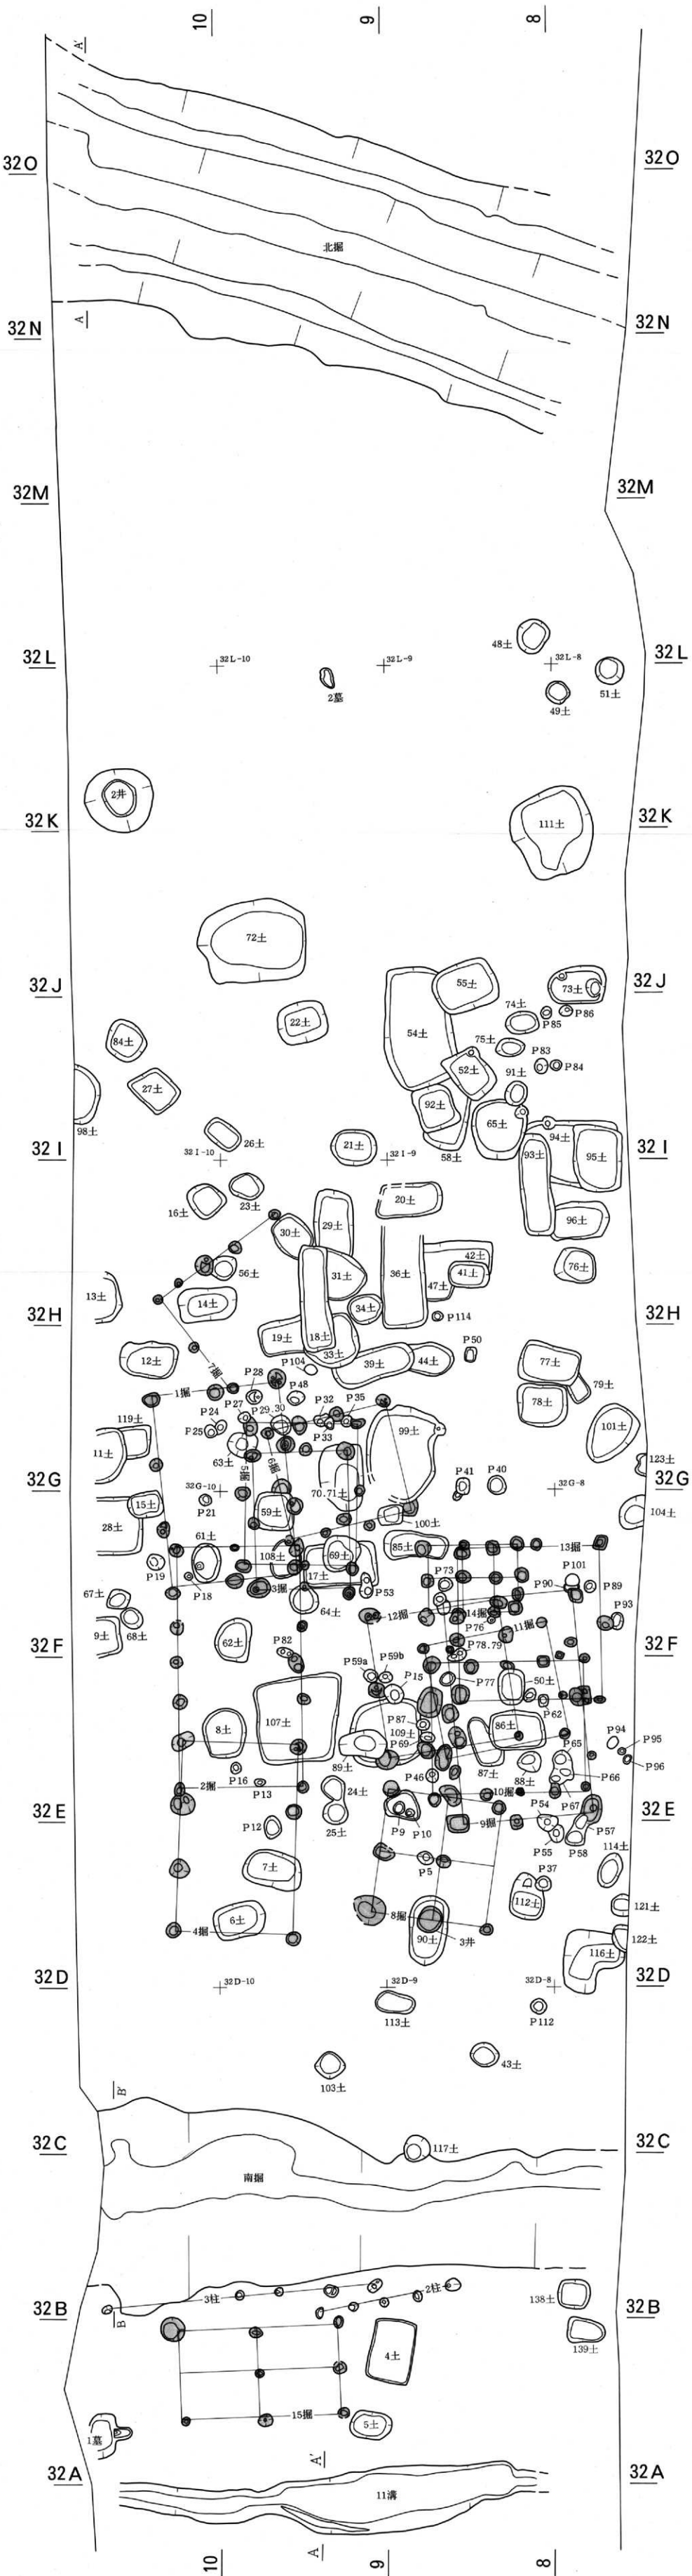 10 9 8
A′
32O 32O
北掘
A
32N 32N
32M 32M
48土
32L 32L-10 32L-9 32L-8 32L
2墓 49土 51土
2井
32K 111土 32K
72土
32J 55土 73土 32J
22土 54土 74土 P85 P86
84土 75土 P83
52土 91土 P84
27土 92土
98土 65土
26土 21土 58土 94土
32I 32I-10 32I-9 93土 95土 32I
16土 23土 20土
29土 96土
30土 42土
56土 31土 36土 41土 76土
13土 14土 47土
34土
32H P114 32H
19土 18土
33土 P50
12土 P104 39土 44土 77土
7掘 79土
1掘 P28 P48 78土
119土 P27 P29.30 P32 P35 101土
P24 P33 99土
P25
11土 63土 123土
5掘 6掘 P41 P40
32G 32G-10 70.71土 32G-8 32G
15土 P21 59土 104土
28土 100土
61土 85土 13掘
108土 69土
P19 P18 17土 P73 P101
3掘 P53 P90 P89
67土 64土 12掘 14掘 P93
68土 P76 11掘
9土 62土 P82 P78.79
32F 32F
P59a P59b P77 50土
P15
107土 P62
8土 P87 86土
109土 P94
P69 P65 P95
89土 87土
P16 P46 88土 P66 P96
2掘 P13 24土 10掘 P67
32E 32E
P12 P9 P10 9掘 P54 P57
25土 P55 P58
7土 P5 P37 114土
112土
6土 8掘 121土
4掘 90土 3井 122土
116土
32D 32D-10 32D-9 32D-8 32D
113土 P112
103土 43土
B′
32C 117土 32C
南掘
3柱 2柱
32B B 138土 32B
139土
4土
15掘 5土
1墓
A′
32A 32A
11溝
10 A 9 8